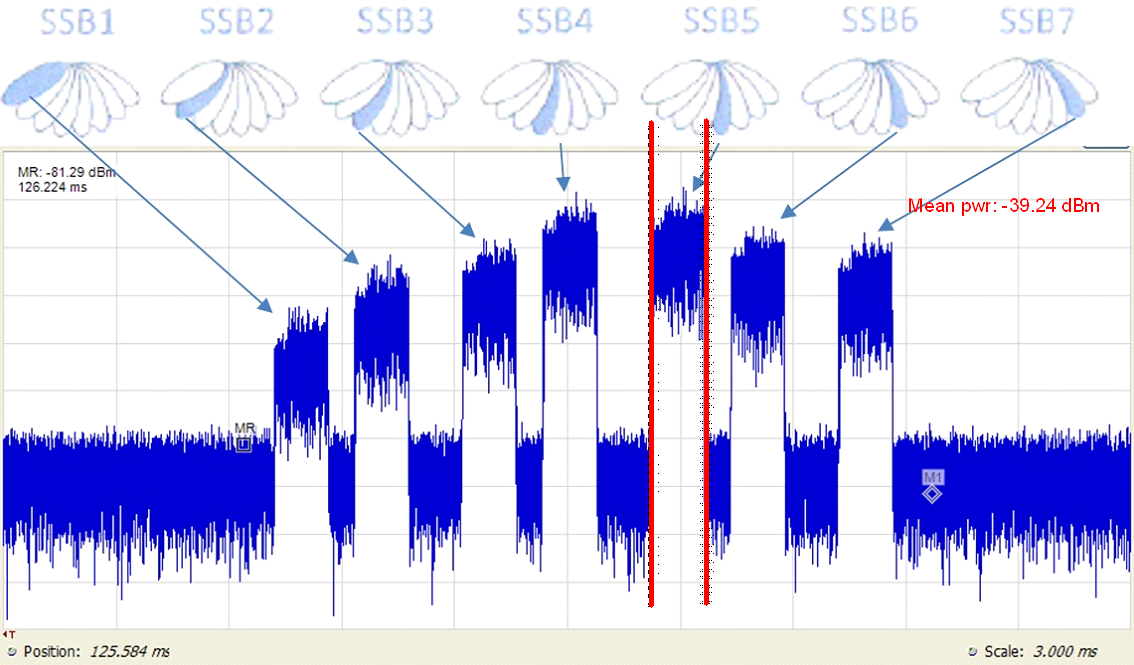 SSB1 SSB2 SSB3 SSB4 SSB5 SSB6 SSB7
MR: -81.29 dBm
126.224 ms
Mean pwr: -39.24 dBm
MR
M1
T
Position: 125.584 ms Scale: 3.000 ms